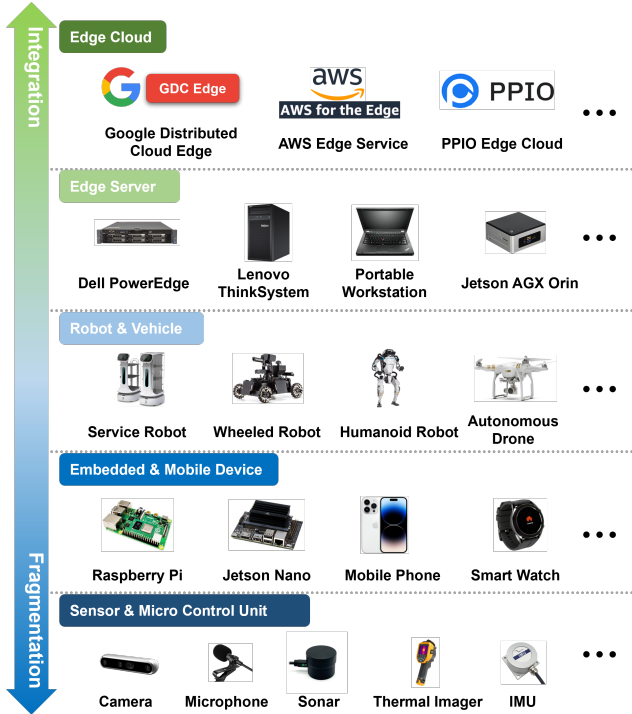 Integration
Edge Cloud
GDC Edge
aws
AWS for the Edge
PPIO
Google Distributed
Cloud Edge
AWS Edge Service
PPIO Edge Cloud
Edge Server
Dell PowerEdge
Lenovo
ThinkSystem
Portable
Workstation
Jetson AGX Orin
Robot & Vehicle
Service Robot
Wheeled Robot
Humanoid Robot
Autonomous
Drone
Embedded & Mobile Device
Raspberry Pi
Jetson Nano
Mobile Phone
Smart Watch
Fragmentation
Sensor & Micro Control Unit
Camera
Microphone
Sonar
Thermal Imager
IMU